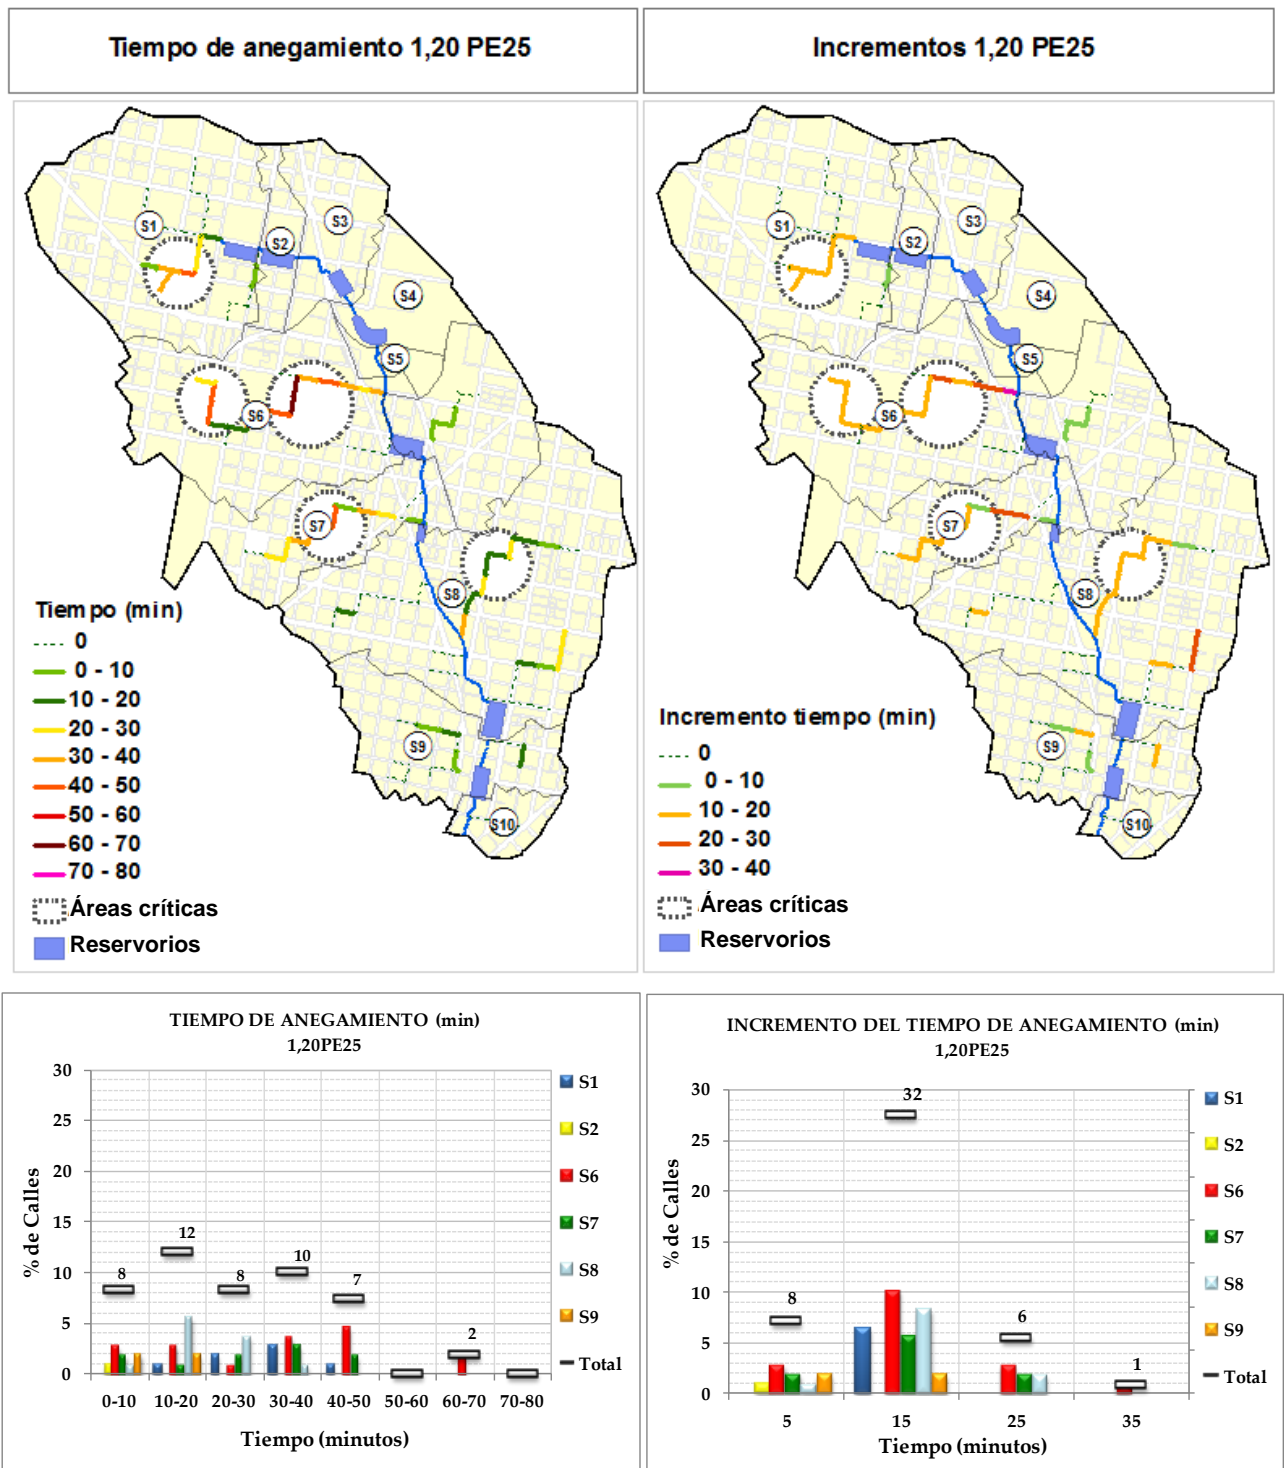 Tiempo de anegamiento 1,20 PE25
Incrementos 1,20 PE25
S1
S2
S3
S4
S5
S6
S7
S8
S9
S10
Tiempo (min)
0
0 - 10
10 - 20
20 - 30
30 - 40
40 - 50
50 - 60
60 - 70
70 - 80
Áreas críticas
Reservorios
S1
S2
S3
S4
S5
S6
S7
S8
S9
S10
Incremento tiempo (min)
0
0 - 10
10 - 20
20 - 30
30 - 40
Áreas críticas
Reservorios
TIEMPO DE ANEGAMIENTO (min)
1,20PE25
% de Calles
30
25
20
15
10
5
0
8
12
8
10
7
2
0-10 10-20 20-30 30-40 40-50 50-60 60-70 70-80
Tiempo (minutos)
S1
S2
S6
S7
S8
S9
Total
INCREMENTO DEL TIEMPO DE ANEGAMIENTO (min)
1,20PE25
% de Calles
30
25
20
15
10
5
0
8
32
6
1
5 15 25 35
Tiempo (minutos)
S1
S2
S6
S7
S8
S9
Total